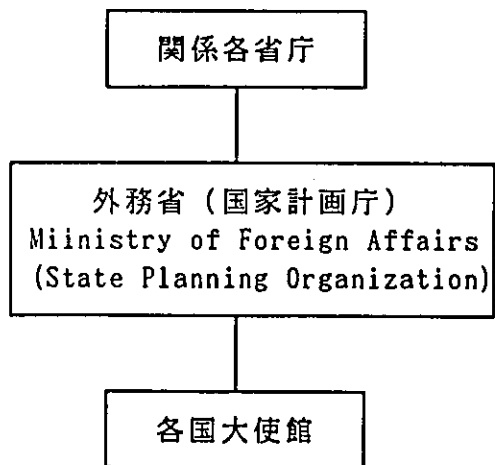 関係各省庁
外務省（国家計画庁）
Miinistry of Foreign Affairs
(State Planning Organization)
各国大使館